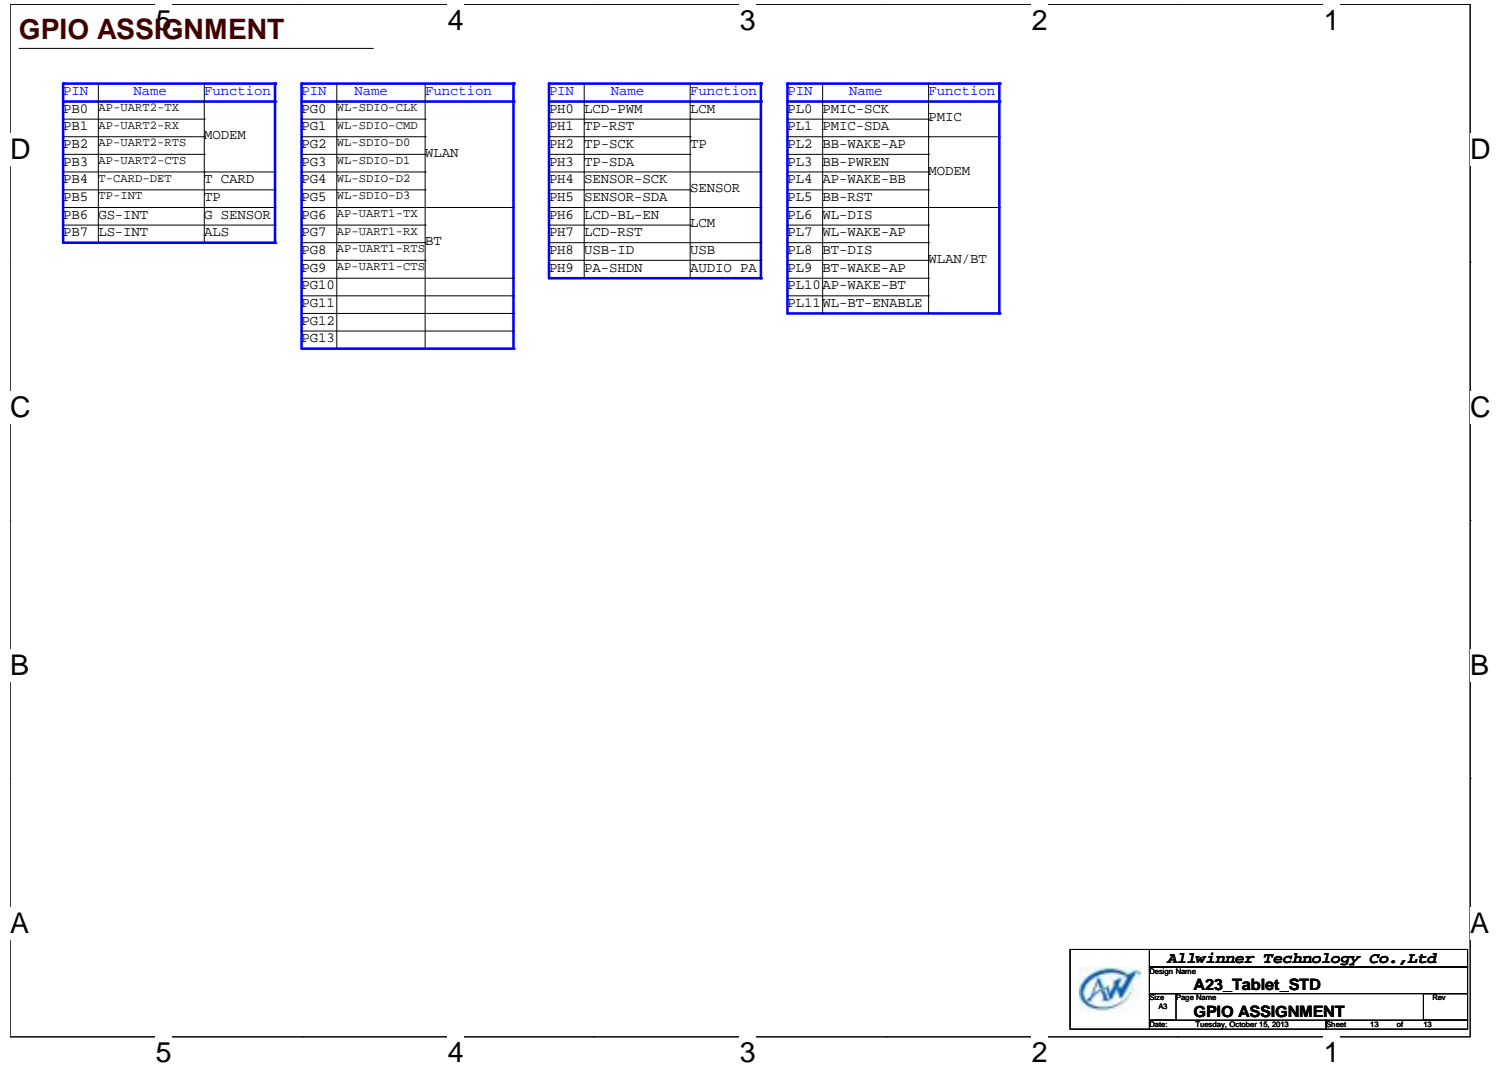 5 4 3 2 1
GPIO ASSIGNMENT
PIN Name Function
PB0 AP-UART2-TX
PB1 AP-UART2-RX
MODEM
PB2 AP-UART2-RTS
PB3 AP-UART2-CTS
PB4 T-CARD-DET T CARD
PB5 TP-INT TP
PB6 GS-INT G SENSOR
PB7 LS-INT ALS
PIN Name Function
PG0 WL-SDIO-CLK
PG1 WL-SDIO-CMD
PG2 WL-SDIO-D0
WLAN
PG3 WL-SDIO-D1
PG4 WL-SDIO-D2
PG5 WL-SDIO-D3
PG6 AP-UART1-TX
PG7 AP-UART1-RX
BT
PG8 AP-UART1-RTS
PG9 AP-UART1-CTS
PG10
PG11
PG12
PG13
PIN Name Function
PH0 LCD-PWM LCM
PH1 TP-RST
PH2 TP-SCK TP
PH3 TP-SDA
PH4 SENSOR-SCK
SENSOR
PH5 SENSOR-SDA
PH6 LCD-BL-EN
LCM
PH7 LCD-RST
PH8 USB-ID USB
PH9 PA-SHDN AUDIO PA
PIN Name Function
PL0 PMIC-SCK
PMIC
PL1 PMIC-SDA
PL2 BB-WAKE-AP
PL3 BB-PWREN
MODEM
PL4 AP-WAKE-BB
PL5 BB-RST
PL6 WL-DIS
PL7 WL-WAKE-AP
PL8 BT-DIS
WLAN/BT
PL9 BT-WAKE-AP
PL10 AP-WAKE-BT
PL11 WL-BT-ENABLE
D D
C C
B B
A A
AW
Allwinner Technology Co.,Ltd
Design Name
A23_Tablet_STD
Size Page Name Rev
A3 GPIO ASSIGNMENT
Date: Tuesday, October 15, 2013 Sheet 13 of 13
5 4 3 2 1